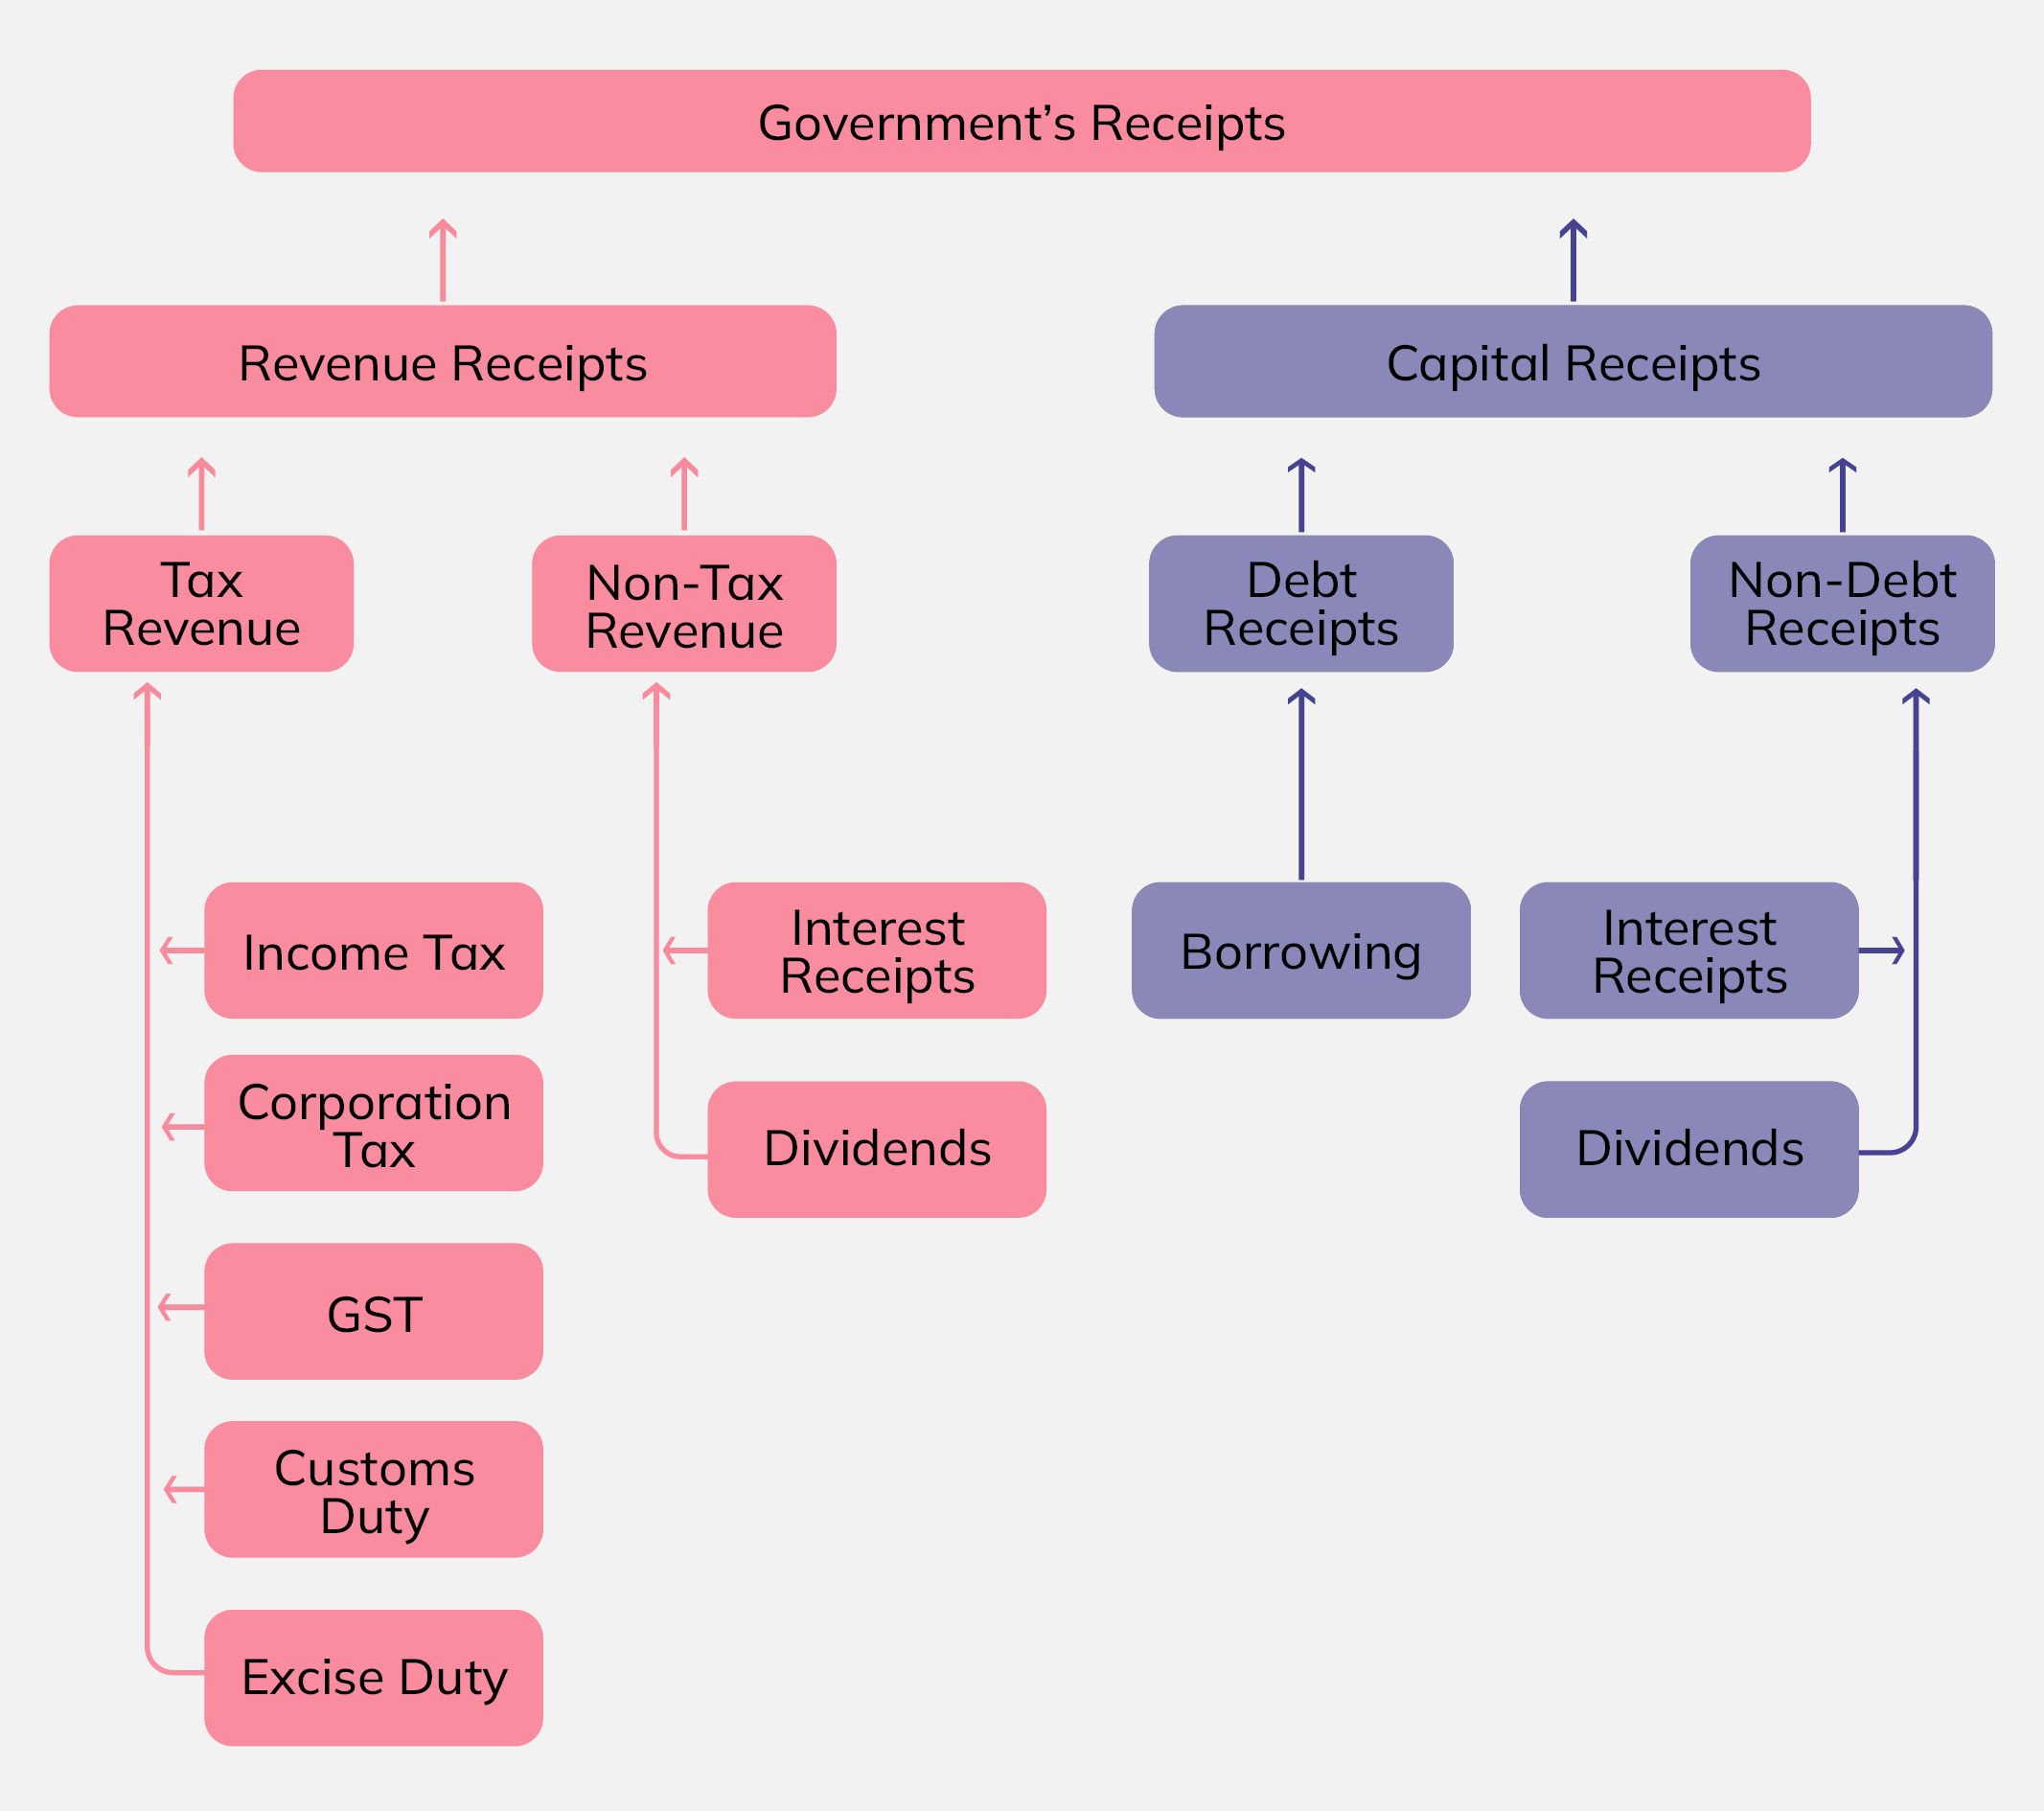 Government’s Receipts
Revenue Receipts
Capital Receipts
Tax
Revenue
Non-Tax
Revenue
Debt
Receipts
Non-Debt
Receipts
Income Tax
Interest
Receipts
Borrowing
Interest
Receipts
Corporation
Tax
Dividends
Dividends
GST
Customs
Duty
Excise Duty